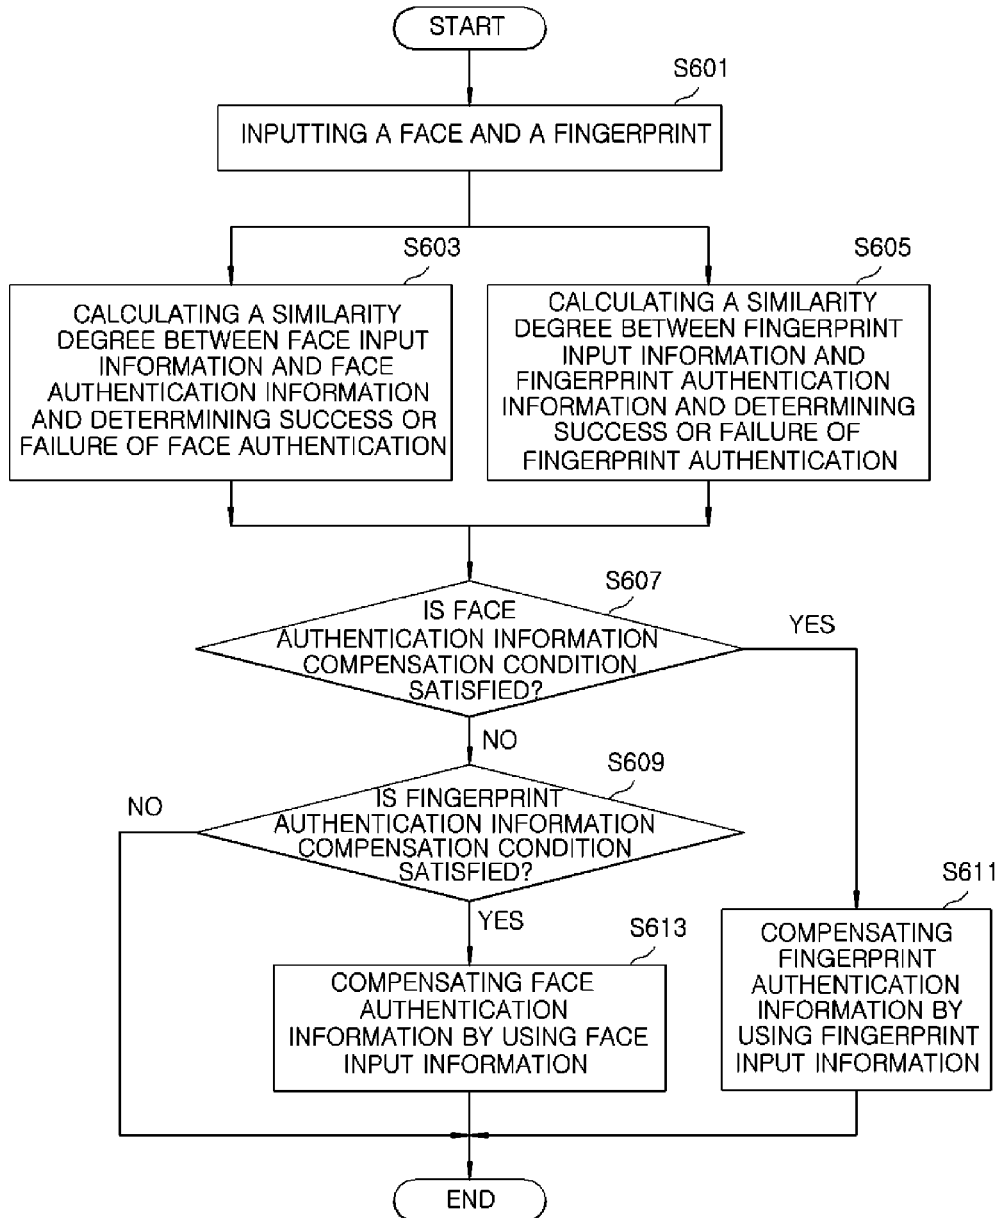 START
S601
INPUTTING A FACE AND A FINGERPRINT
S603
CALCULATING A SIMILARITY
DEGREE BETWEEN FACE INPUT
INFORMATION AND FACE
AUTHENTICATION INFORMATION
AND DETERRMINING SUCCESS OR
FAILURE OF FACE AUTHENTICATION
S605
CALCULATING A SIMILARITY
DEGREE BETWEEN FINGERPRINT
INPUT INFORMATION AND
FINGERPRINT AUTHENTICATION
INFORMATION AND DETERRMINING
SUCCESS OR FAILURE OF
FINGERPRINT AUTHENTICATION
S607
IS FACE
AUTHENTICATION INFORMATION
COMPENSATION CONDITION
SATISFIED?
YES
NO
S609
IS FINGERPRINT
AUTHENTICATION INFORMATION
COMPENSATION CONDITION
SATISFIED?
NO
YES
S613
COMPENSATING FACE
AUTHENTICATION
INFORMATION BY USING FACE
INPUT INFORMATION
S611
COMPENSATING
FINGERPRINT
AUTHENTICATION
INFORMATION BY
USING FINGERPRINT
INPUT INFORMATION
END